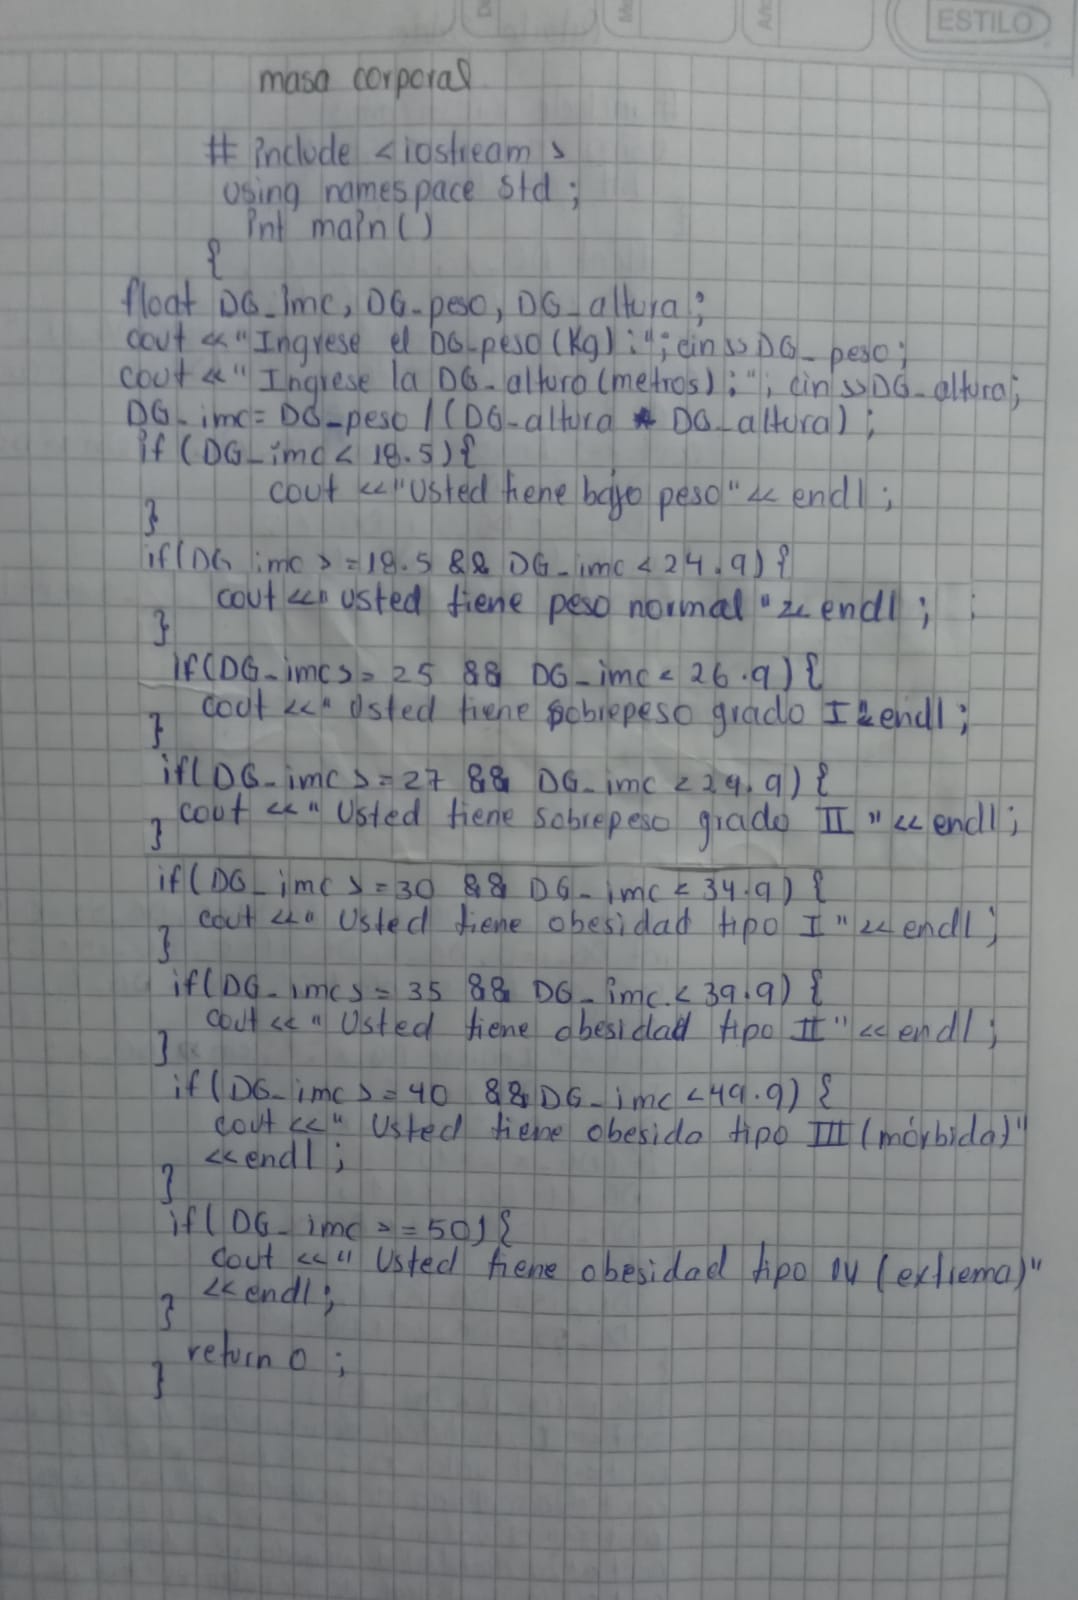 ESTILO
masa corporal
# include <iostream>
using namespace std ;
int main()
{
float DG_imc, DG_peso, DG_altura;
cout <<"Ingrese el DG_peso(Kg):"; cin >> DG_peso;
cout <<"Ingrese la DG_altura(metros):"; cin >> DG_altura;
DG_imc= DG_peso /(DG_altura * DG_altura);
if (DG_imc < 18.5){
cout <<"Usted tiene bajo peso"<< endl;
}
if(DG_imc >=18.5 && DG_imc < 24.9){
cout <<"usted tiene peso normal"<< endl ;
}
if(DG_imc >= 25 && DG_imc < 26.9){
cout <<" Usted tiene sobrepeso grado I << endl;
}
if(DG_imc >=27 && DG_imc < 29.9){
cout <<" Usted tiene sobrepeso grado II "<< endl;
}
if(DG_imc >=30 && DG_imc < 34.9){
cout <<" Usted tiene obesidad tipo I "<< endl;
}
if(DG_imc >= 35 && DG_imc < 39.9){
cout <<" Usted tiene obesidad tipo II "<< endl ;
}
if(DG_imc >=40 && DG_imc <49.9){
cout <<" Usted tiene obesida tipo III (mórbida)"
<<endl;
}
if(DG_imc >=50){
cout <<" Usted tiene obesidad tipo IV (extrema)"
<< endl;
}
return 0 ;
}